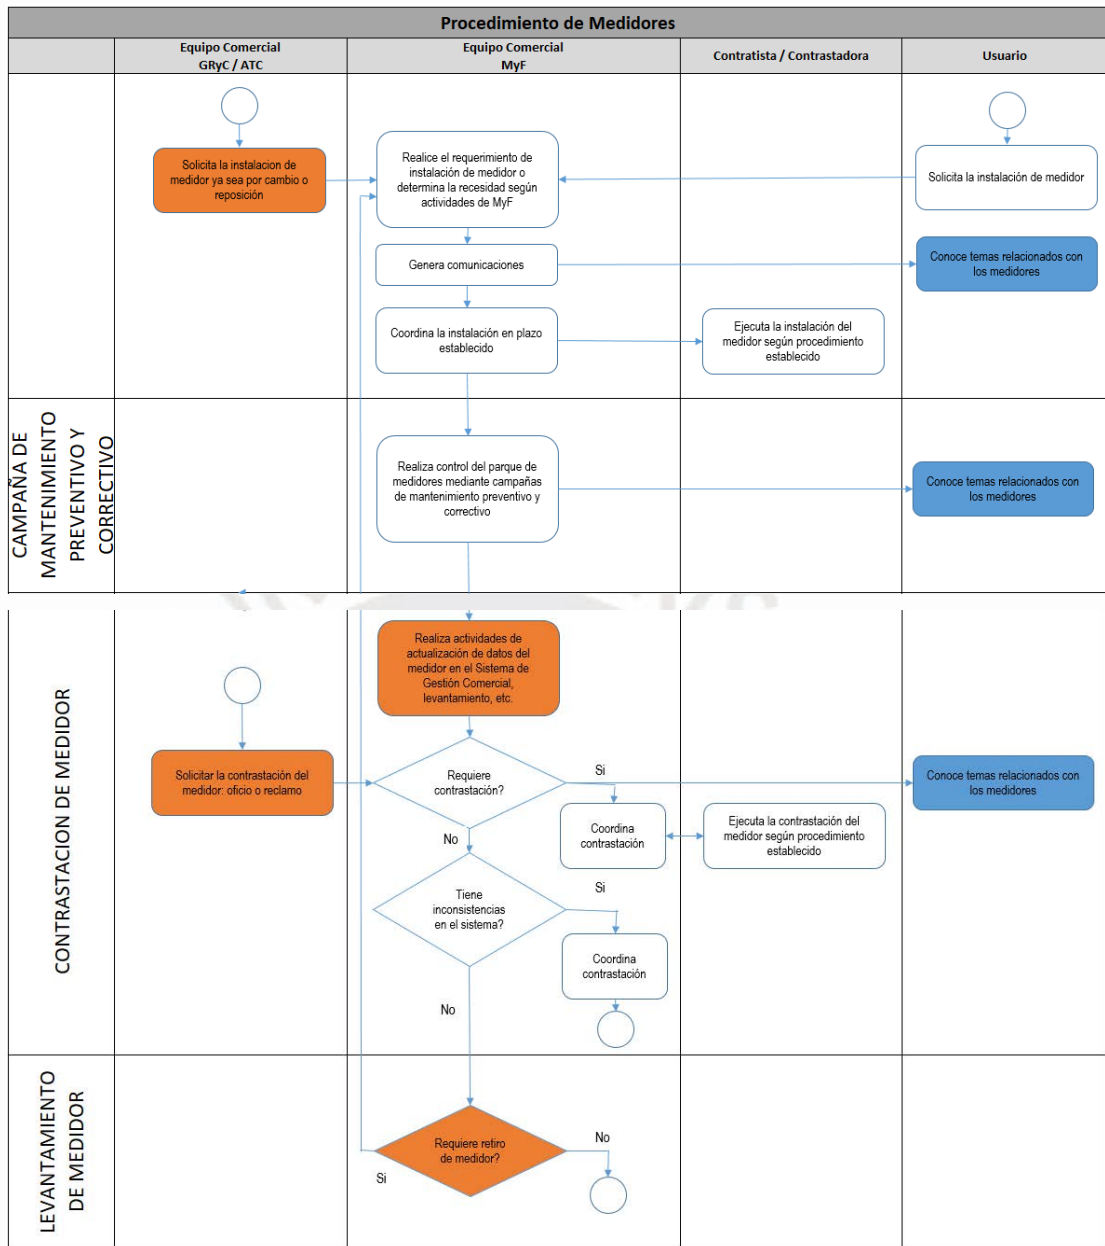 Procedimiento de Medidores
Equipo Comercial
GRyC / ATC
Equipo Comercial
MyF
Contratista / Contrastadora
Usuario
Solicita la instalacion de
medidor ya sea por cambio o
reposición
Realice el requerimiento de
instalación de medidor o
determina la necesidad según
actividades de MyF
Solicita la instalación de medidor
Genera comunicaciones
Conoce temas relacionados con
los medidores
Coordina la instalación en plazo
establecido
Ejecuta la instalación del
medidor según procedimiento
establecido
CAMPAÑA DE
MANTENIMIENTO
PREVENTIVO Y
CORRECTIVO
Realiza control del parque de
medidores mediante campañas
de mantenimiento preventivo y
correctivo
Conoce temas relacionados con
los medidores
CONTRASTACION DE MEDIDOR
Realiza actividades de
actualización de datos del
medidor en el Sistema de
Gestión Comercial,
levantamiento, etc.
Solicitar la contrastación del
medidor: oficio o reclamo
Requiere
contrastación?
Si
Conoce temas relacionados con
los medidores
Coordina
contrastación
Ejecuta la contrastación del
medidor según procedimiento
establecido
No
Tiene
inconsistencias
en el sistema?
Si
Coordina
contrastación
No
LEVANTAMIENTO
DE MEDIDOR
Requiere retiro
de medidor?
No
Si